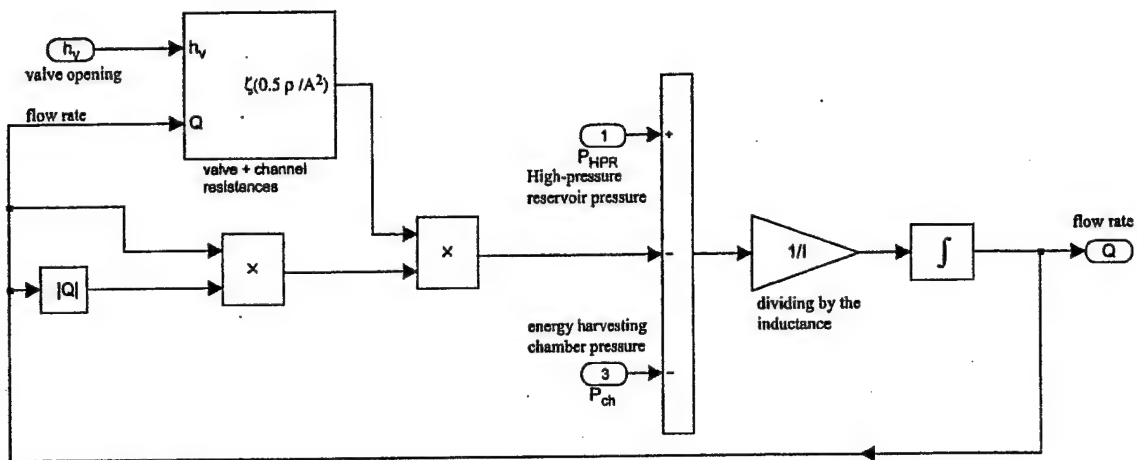 h_v
valve opening
flow rate
h_v
ζ(0.5 ρ /A²)
Q
valve + channel
resistances
|Q|
×
×
1
P_HPR
High-pressure
reservoir pressure
+
−
−
energy harvesting
chamber pressure
3
P_ch
1/I
dividing by the
inductance
∫
flow rate
Q